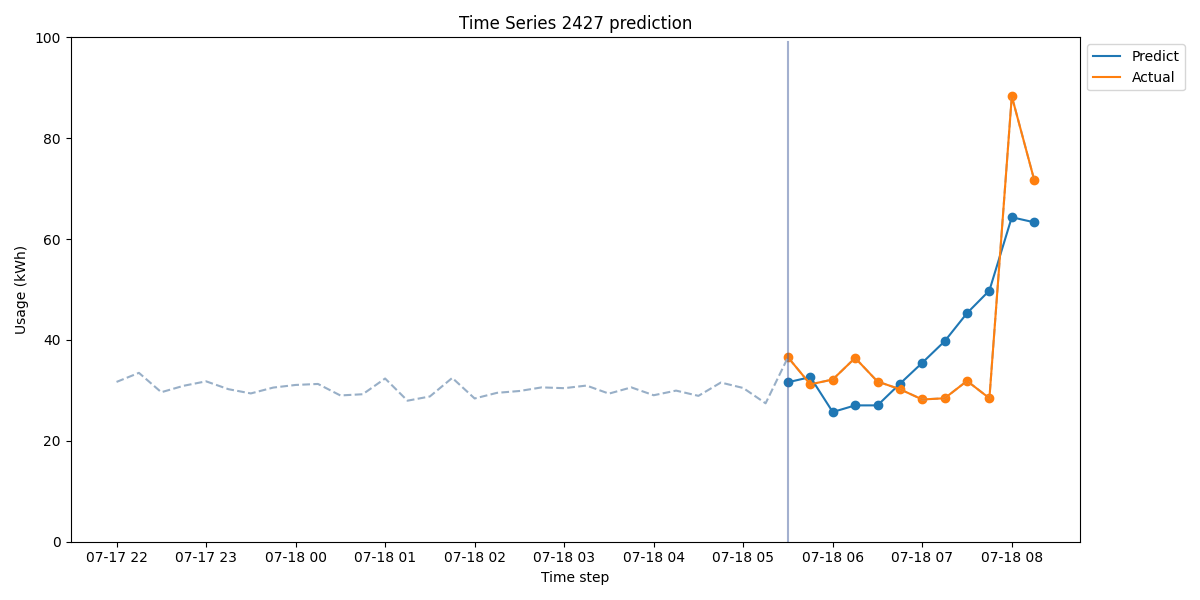 Time Series 2427 prediction
Predict
Actual
Usage (kWh)
100
80
60
40
20
0
07-17 22 07-17 23 07-18 00 07-18 01 07-18 02 07-18 03 07-18 04 07-18 05 07-18 06 07-18 07 07-18 08
Time step